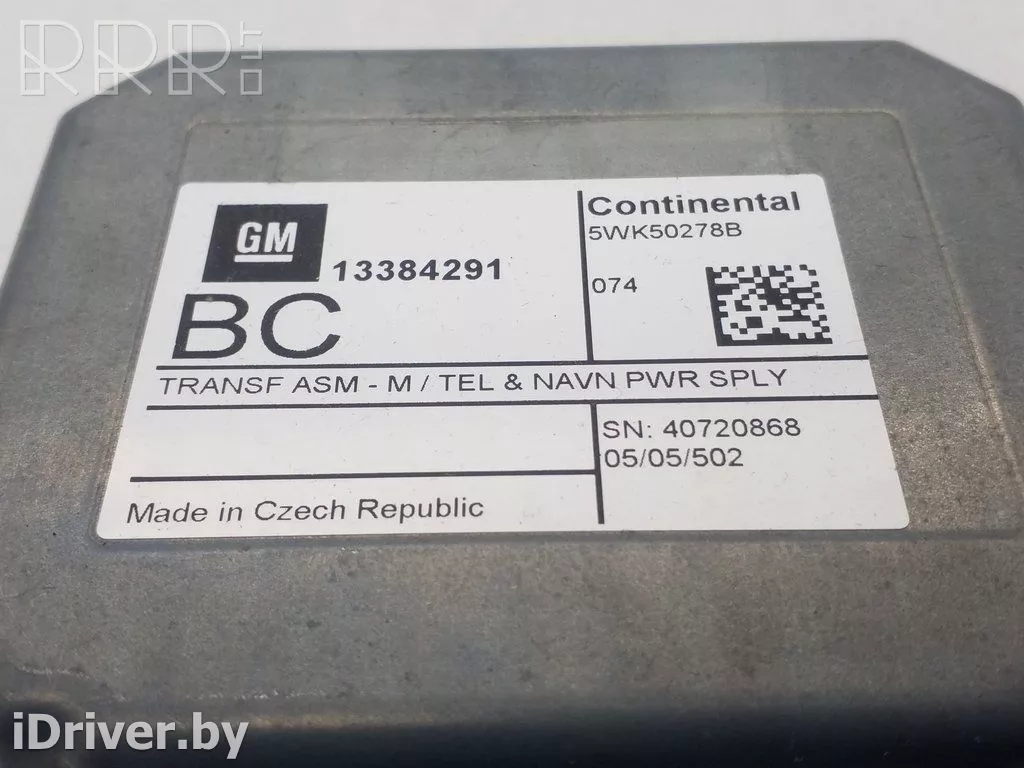 RRR.LT
GM
13384291
BC
Continental
5WK50278B
074
TRANSF ASM - M / TEL & NAVN PWR SPLY
SN: 40720868
05/05/502
Made in Czech Republic
iDriver.by